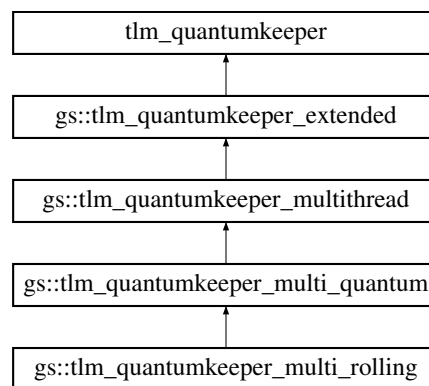 tlm_quantumkeeper
gs::tlm_quantumkeeper_extended
gs::tlm_quantumkeeper_multithread
gs::tlm_quantumkeeper_multi_quantum
gs::tlm_quantumkeeper_multi_rolling